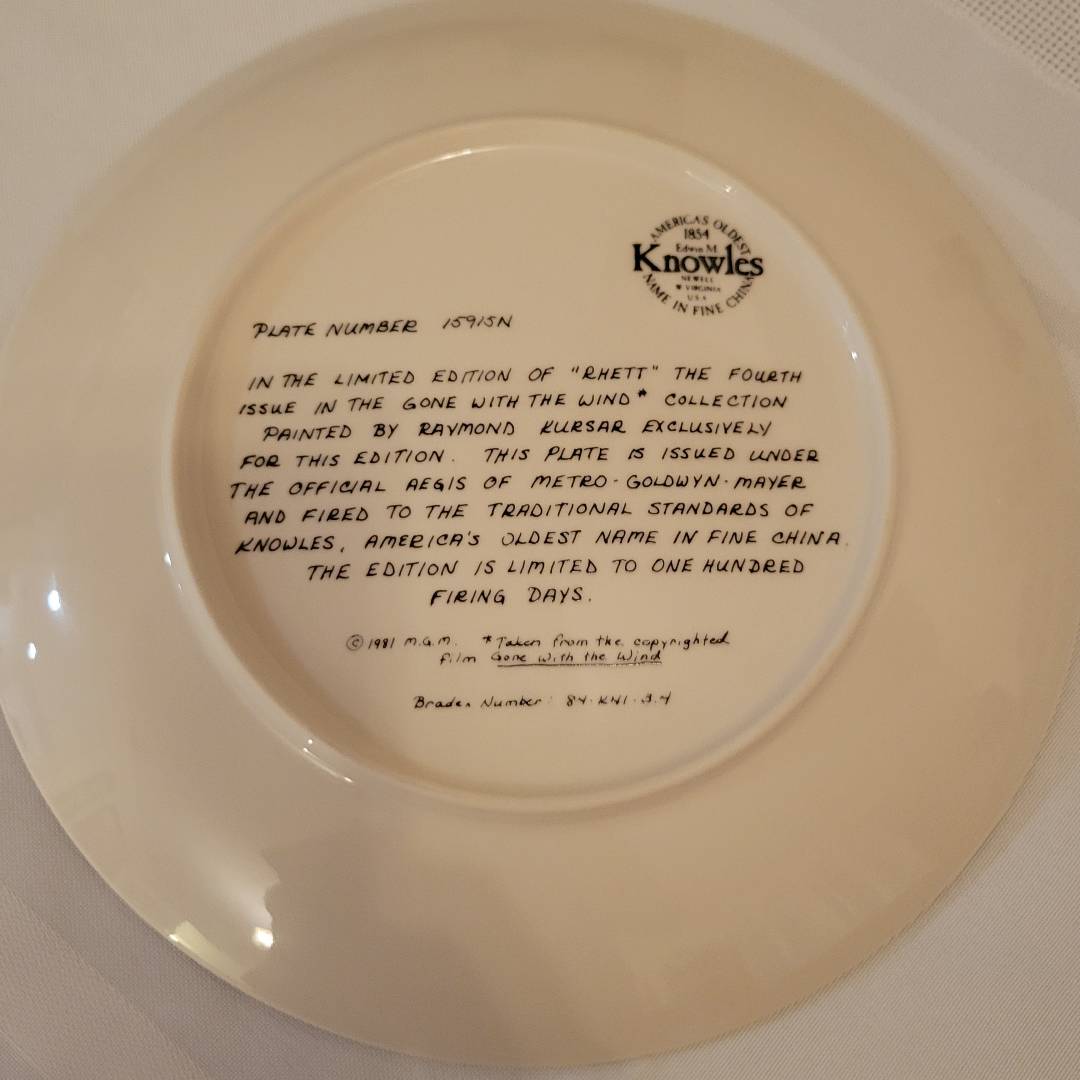 AMERICA'S OLDEST
1854
Edwin M.
Knowles
NEWELL
W VIRGINIA
USA
NAME IN FINE CHINA
PLATE NUMBER 15915N
IN THE LIMITED EDITION OF "RHETT" THE FOURTH
ISSUE IN THE GONE WITH THE WIND* COLLECTION
PAINTED BY RAYMOND KURSAR EXCLUSIVELY
FOR THIS EDITION. THIS PLATE IS ISSUED UNDER
THE OFFICIAL AEGIS OF METRO-GOLDWYN-MAYER
AND FIRED TO THE TRADITIONAL STANDARDS OF
KNOWLES, AMERICA'S OLDEST NAME IN FINE CHINA.
THE EDITION IS LIMITED TO ONE HUNDRED
FIRING DAYS.
© 1981 M.G.M. *Taken from the copyrighted
film Gone with the Wind
Bradex Number: 84-K41-3.4